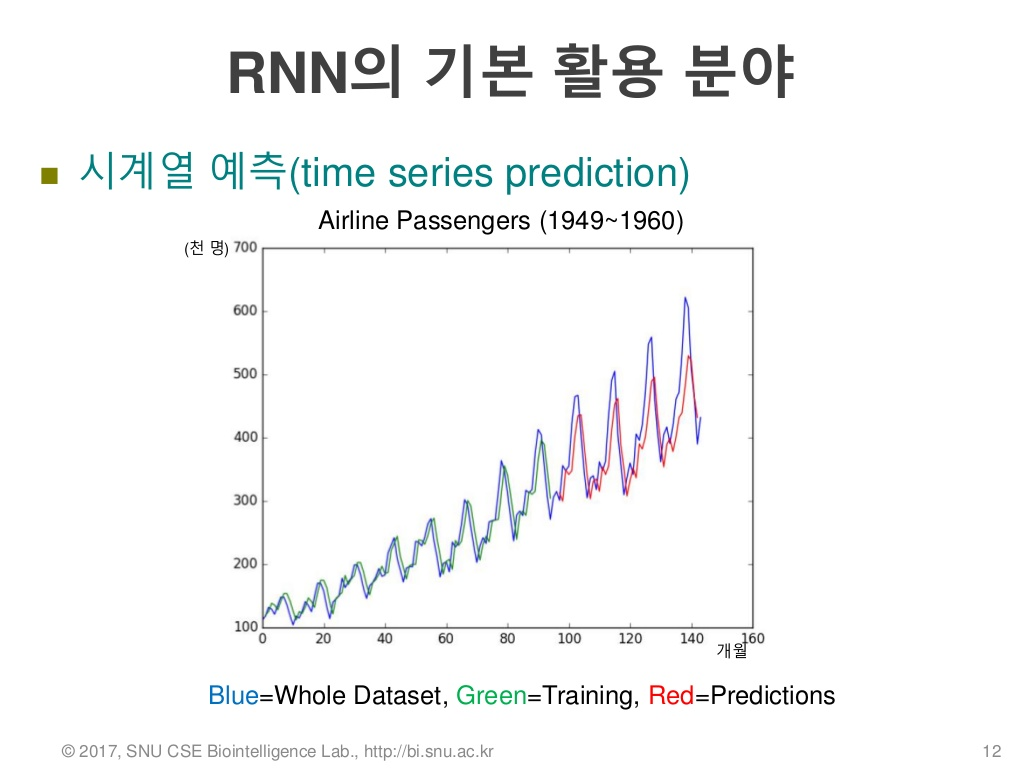 RNN의 기본 활용 분야
시계열 예측(time series prediction)
Airline Passengers (1949~1960)
(천 명) 700
600
500
400
300
200
100
0 20 40 60 80 100 120 140 160
개월
Blue=Whole Dataset, Green=Training, Red=Predictions
© 2017, SNU CSE Biointelligence Lab., http://bi.snu.ac.kr 12